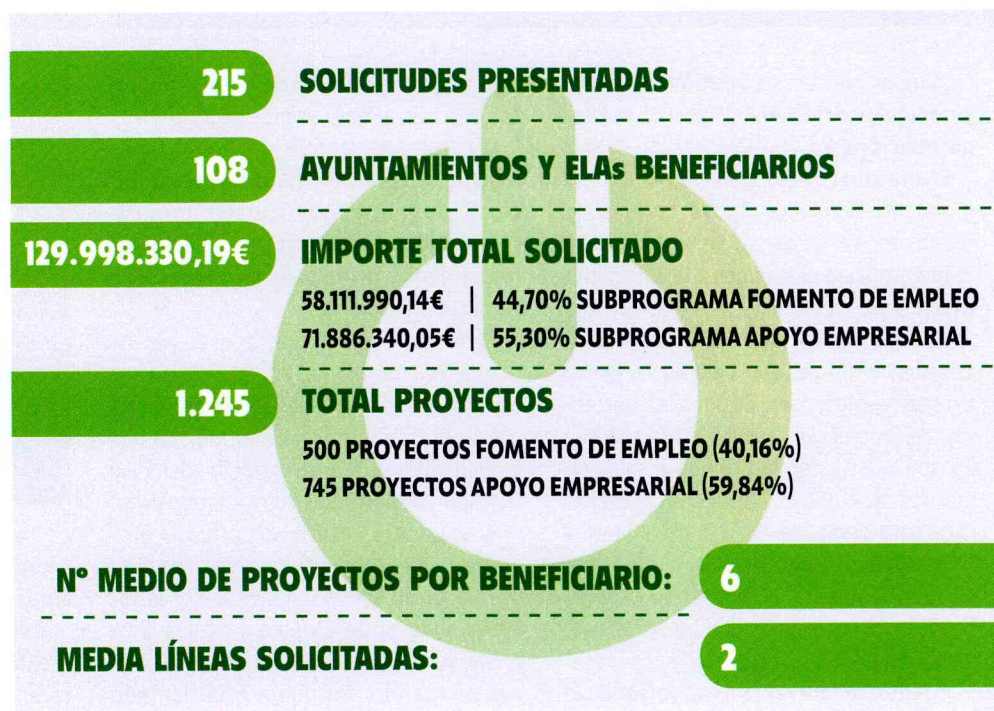 215 SOLICITUDES PRESENTADAS
108 AYUNTAMIENTOS Y ELAs BENEFICIARIOS
129.998.330,19€ IMPORTE TOTAL SOLICITADO
58.111.990,14€ | 44,70% SUBPROGRAMA FOMENTO DE EMPLEO
71.886.340,05€ | 55,30% SUBPROGRAMA APOYO EMPRESARIAL
1.245 TOTAL PROYECTOS
500 PROYECTOS FOMENTO DE EMPLEO (40,16%)
745 PROYECTOS APOYO EMPRESARIAL (59,84%)
Nº MEDIO DE PROYECTOS POR BENEFICIARIO: 6
MEDIA LÍNEAS SOLICITADAS: 2